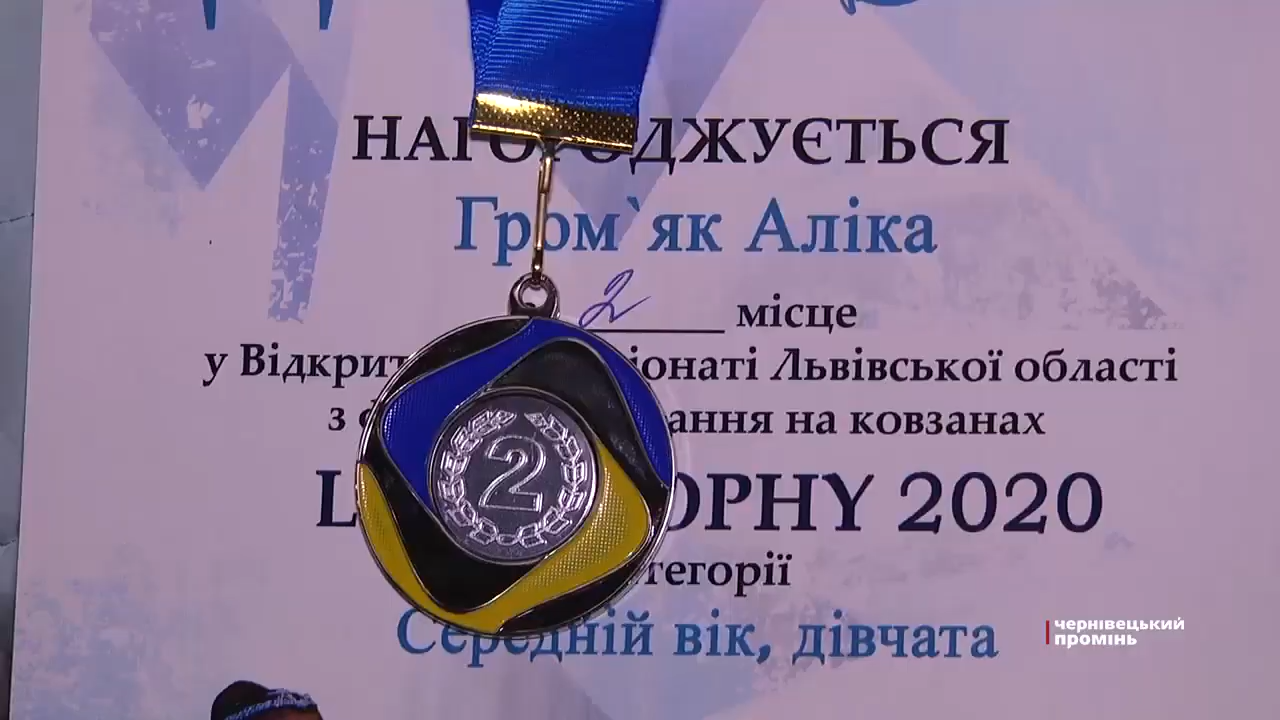 НАГОРОДЖУЄТЬСЯ
Гром`як Аліка
2 місце
у Відкрит онаті Львівської області
з ання на ковзанах
L OPHY 2020
тегорії
Середній вік, дівчата
2
ЧЕРНІВЕЦЬКИЙ
ПРОМІНЬ